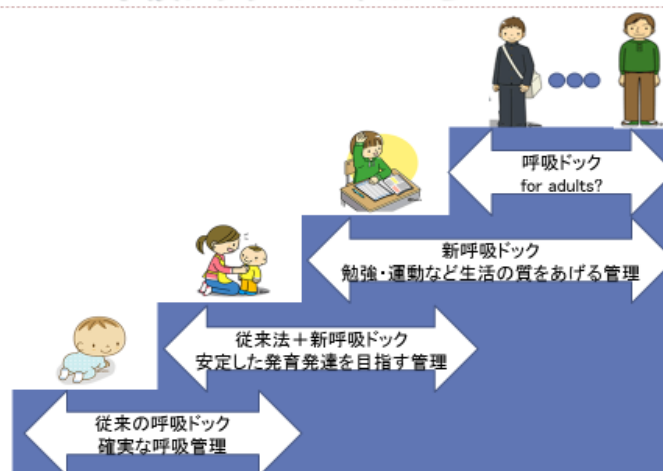 呼吸ドック
for adults?
新呼吸ドック
勉強・運動など生活の質をあげる管理
従来法＋新呼吸ドック
安定した発育発達を目指す管理
従来の呼吸ドック
確実な呼吸管理